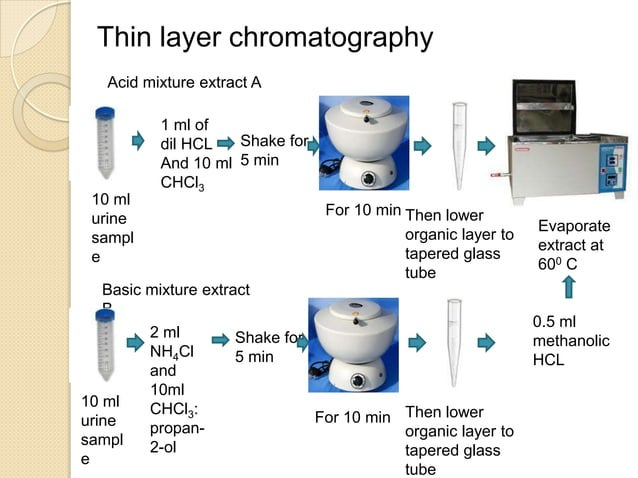 Thin layer chromatography
Acid mixture extract A
10 ml
urine
sampl
e
1 ml of
dil HCL
And 10 ml
CHCl3
Shake for
5 min
For 10 min
Then lower
organic layer to
tapered glass
tube
Evaporate
extract at
60⁰ C
Basic mixture extract
10 ml
urine
sampl
e
2 ml
NH4Cl
and
10ml
CHCl3:
propan-
2-ol
Shake for
5 min
For 10 min
Then lower
organic layer to
tapered glass
tube
0.5 ml
methanolic
HCL